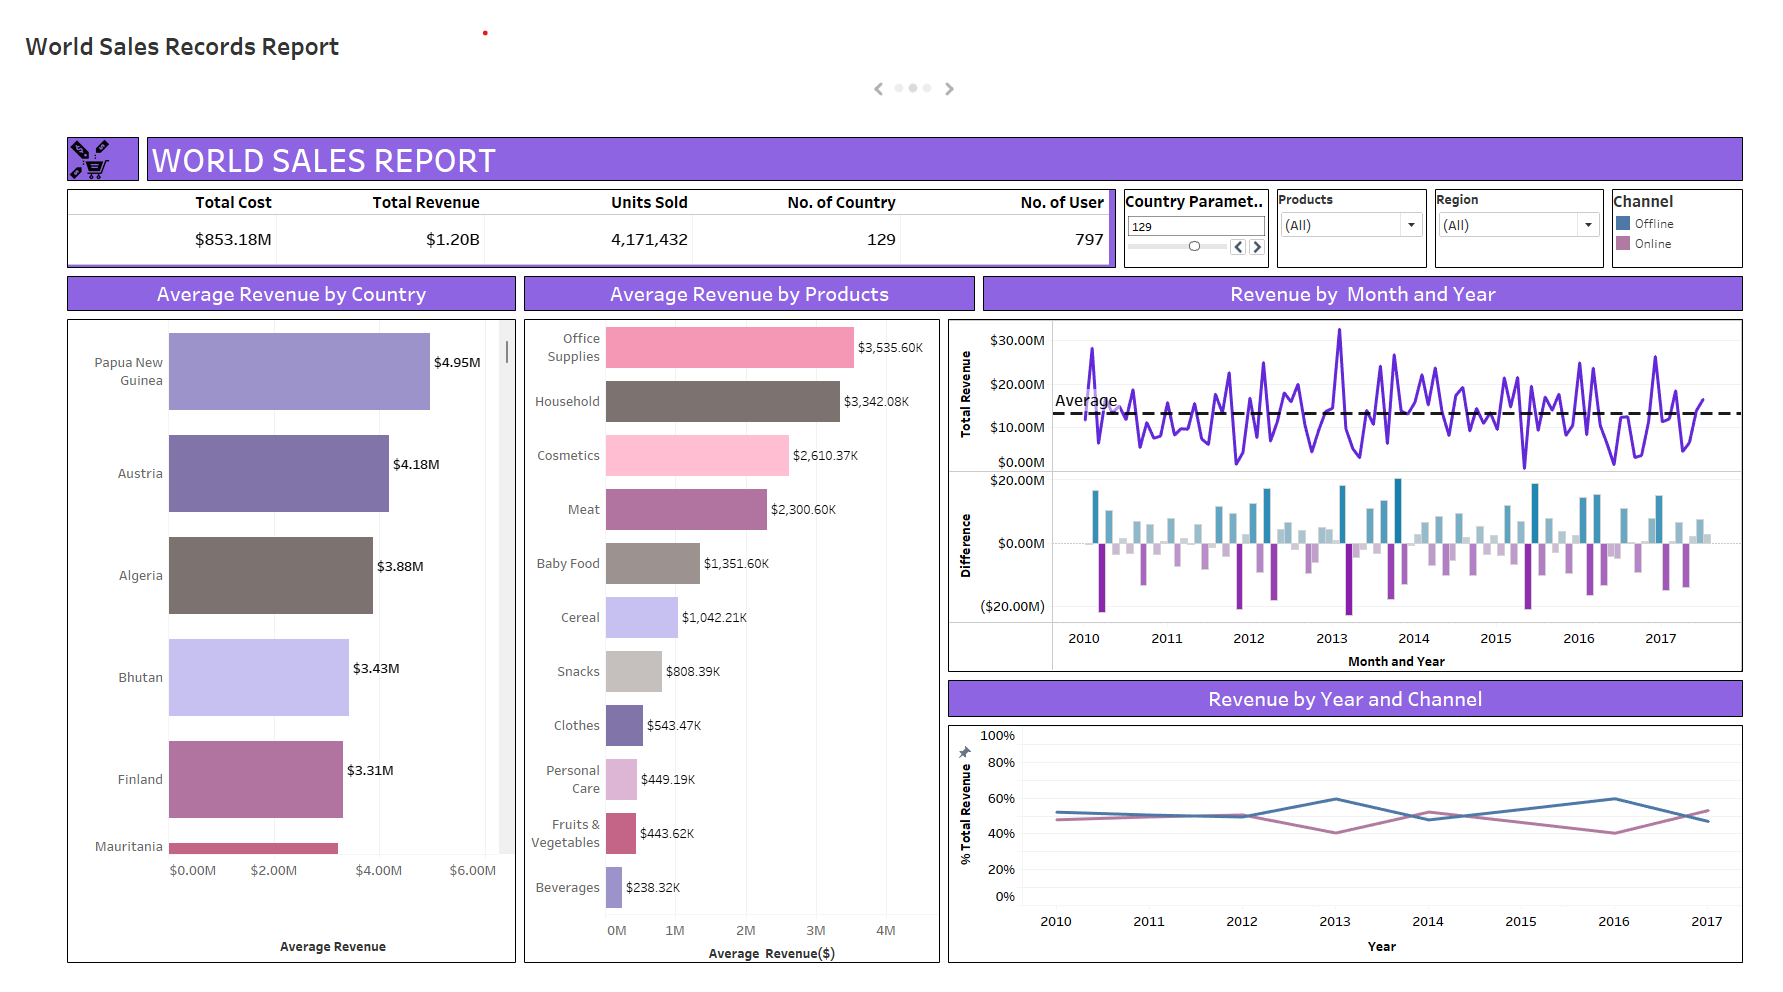 World Sales Records Report
WORLD SALES REPORT
Total Cost Total Revenue Units Sold No. of Country No. of User
$853.18M $1.20B 4,171,432 129 797
Country Paramet..
129
Products
(All)
Region
(All)
Channel
Offline
Online
Average Revenue by Country
Papua New
Guinea
$4.95M
Austria
$4.18M
Algeria
$3.88M
Bhutan
$3.43M
Finland
$3.31M
Mauritania
$0.00M $2.00M $4.00M $6.00M
Average Revenue
Average Revenue by Products
Office
Supplies
$3,535.60K
Household
$3,342.08K
Cosmetics
$2,610.37K
Meat
$2,300.60K
Baby Food
$1,351.60K
Cereal
$1,042.21K
Snacks
$808.39K
Clothes
$543.47K
Personal
Care
$449.19K
Fruits &
Vegetables
$443.62K
Beverages
$238.32K
0M 1M 2M 3M 4M
Average Revenue($)
Revenue by Month and Year
Total Revenue
$30.00M
$20.00M
$10.00M
$0.00M
Average
Difference
$20.00M
$0.00M
($20.00M)
2010 2011 2012 2013 2014 2015 2016 2017
Month and Year
Revenue by Year and Channel
% Total Revenue
100%
80%
60%
40%
20%
0%
2010 2011 2012 2013 2014 2015 2016 2017
Year